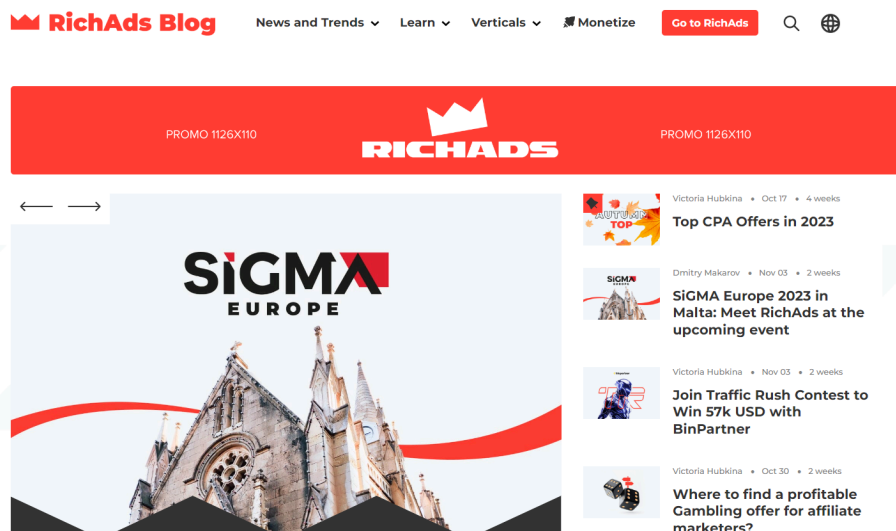 RichAds Blog
News and Trends
Learn
Verticals
Monetize
Go to RichAds
PROMO 1126X110
RICHADS
PROMO 1126X110
SiGMA
EUROPE
AUTUMN
TOP
Victoria Hubkina • Oct 17 • 4 weeks
Top CPA Offers in 2023
SiGMA
Dmitry Makarov • Nov 03 • 2 weeks
SiGMA Europe 2023 in
Malta: Meet RichAds at the
upcoming event
Victoria Hubkina • Nov 03 • 2 weeks
Join Traffic Rush Contest to
Win 57k USD with
BinPartner
Victoria Hubkina • Oct 30 • 2 weeks
Where to find a profitable
Gambling offer for affiliate
marketers?